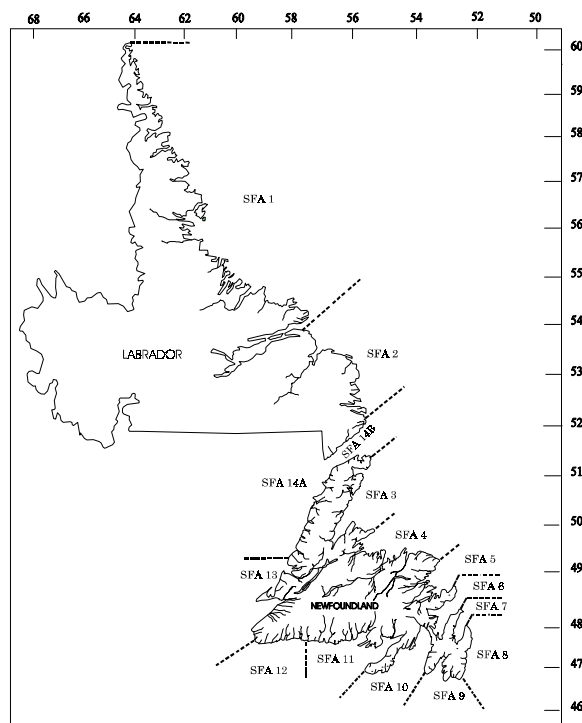 68 66 64 62 60 58 56 54 52 50
60
59
58
57
SFA 1
56
55
54
LABRADOR
SFA 2
53
52
SFA 14B
51
SFA 14A
SFA 3
50
SFA 4
SFA 5
49
SFA 13
SFA 6
NEWFOUNDLAND
SFA 7
48
SFA 8
SFA 11
SFA 12
47
SFA 10
SFA 9
46